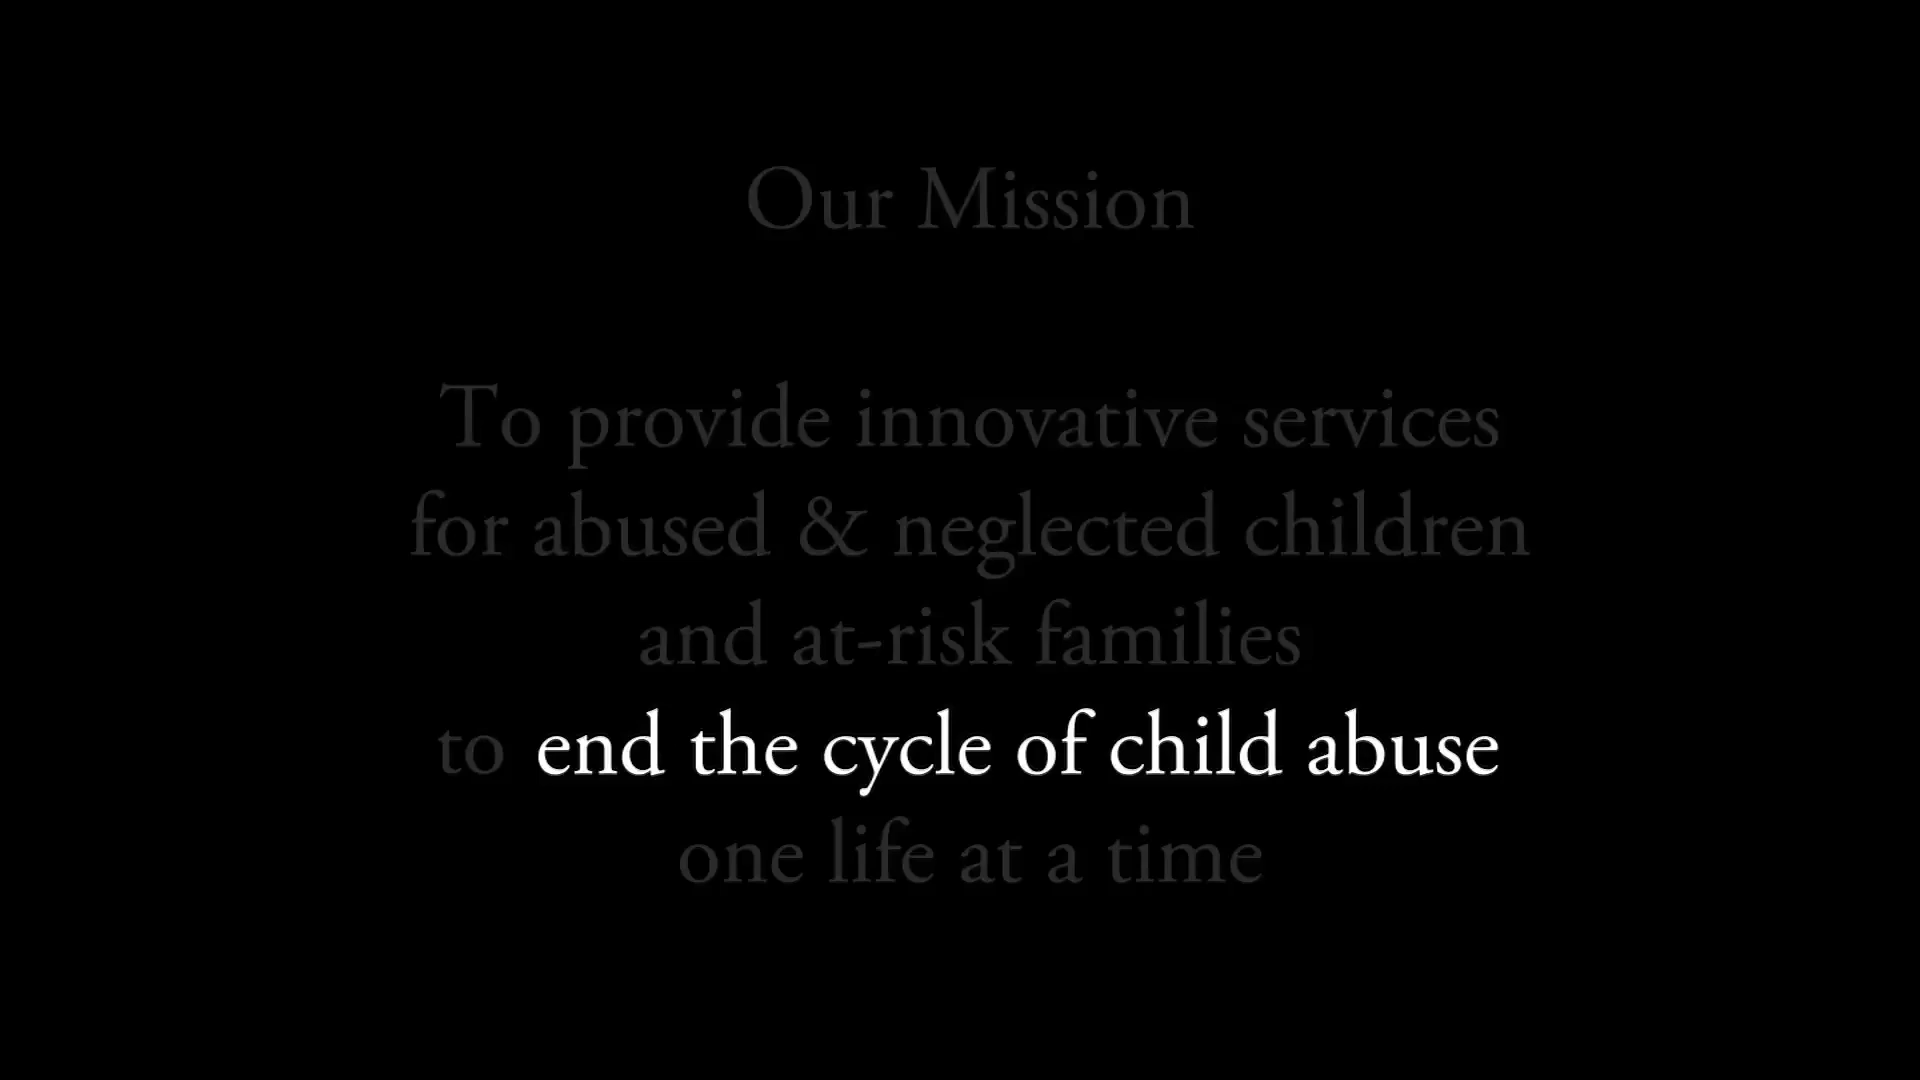 Our Mission
To provide innovative services
for abused & neglected children
and at-risk families
to end the cycle of child abuse
one life at a time